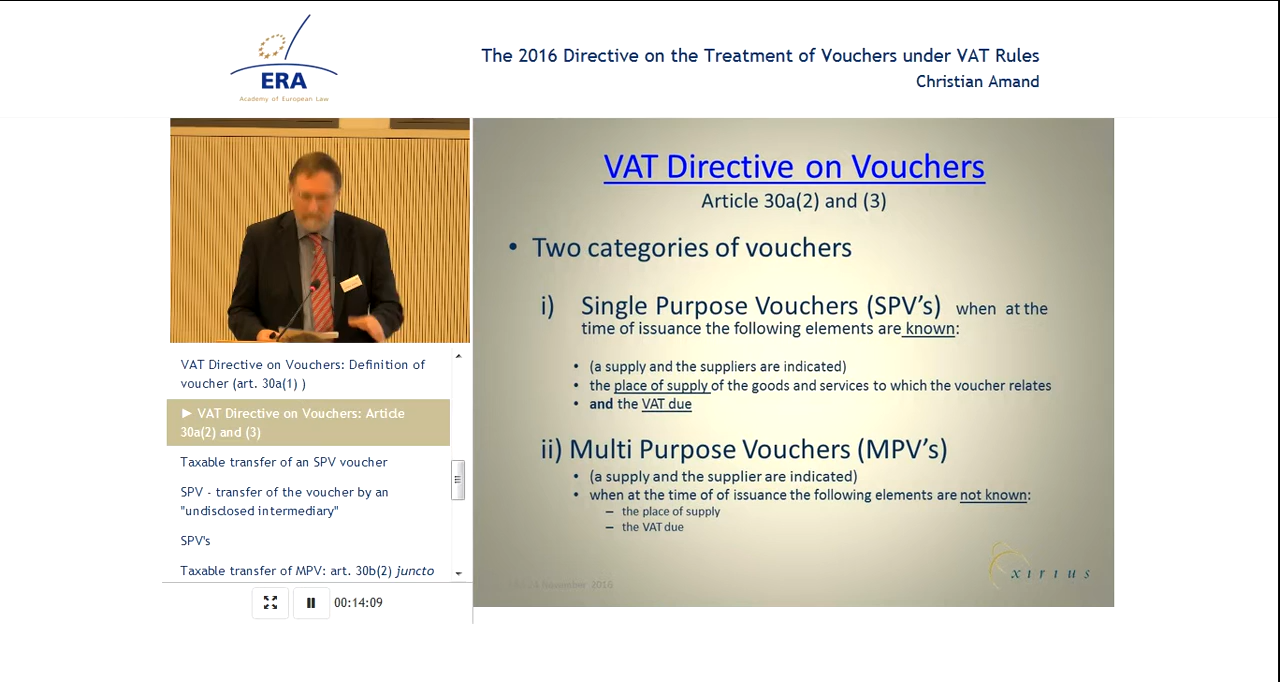 ERA
Academy of European Law
The 2016 Directive on the Treatment of Vouchers under VAT Rules
Christian Amand
VAT Directive on Vouchers: Definition of
voucher (art. 30a(1) )
► VAT Directive on Vouchers: Article
30a(2) and (3)
Taxable transfer of an SPV voucher
SPV - transfer of the voucher by an
"undisclosed intermediary"
SPV's
Taxable transfer of MPV: art. 30b(2) juncto
00:14:09
VAT Directive on Vouchers
Article 30a(2) and (3)
• Two categories of vouchers
i) Single Purpose Vouchers (SPV's) when at the
time of issuance the following elements are known:
• (a supply and the suppliers are indicated)
• the place of supply of the goods and services to which the voucher relates
• and the VAT due
ii) Multi Purpose Vouchers (MPV's)
• (a supply and the supplier are indicated)
• when at the time of of issuance the following elements are not known:
– the place of supply
– the VAT due
November 2016
xirius